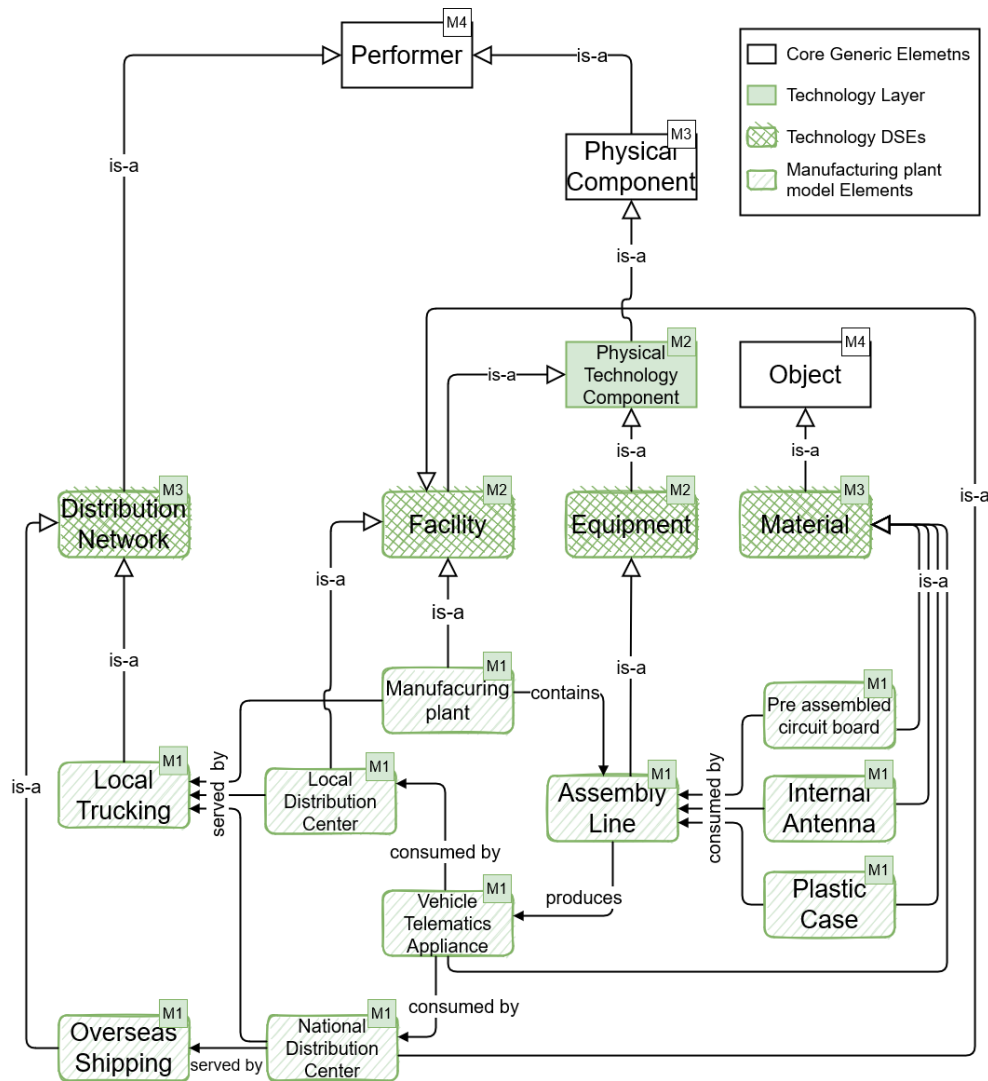 M4
Performer
is-a
Core Generic Elemetns
Technology Layer
Technology DSEs
Manufacturing plant
model Elements
M3
Physical
Component
is-a
is-a
M2
Physical
Technology
Component
M4
Object
is-a
is-a
is-a
M3
Distribution
Network
M2
Facility
M2
Equipment
M3
Material
is-a
is-a
is-a
is-a
is-a
is-a
M1
Manufacuring
plant
contains
M1
Pre assembled
circuit board
M1
Local
Trucking
served by
M1
Local
Distribution
Center
M1
Assembly
Line
consumed by
M1
Internal
Antenna
is-a
consumed by
M1
Plastic
Case
M1
Vehicle
Telematics
Appliance
produces
consumed by
M1
Overseas
Shipping
served by
M1
National
Distribution
Center